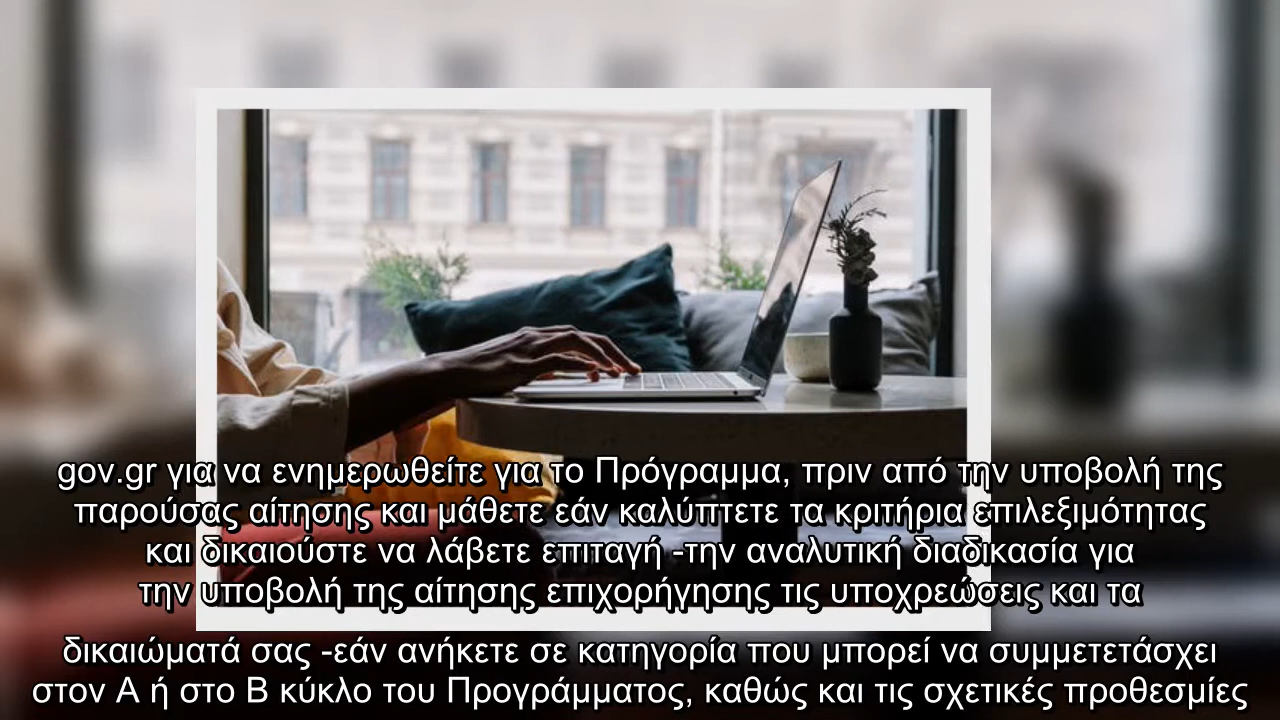 gov.gr για να ενημερωθείτε για το Πρόγραμμα, πριν από την υποβολή της
παρούσας αίτησης και μάθετε εάν καλύπτετε τα κριτήρια επιλεξιμότητας
και δικαιούστε να λάβετε επιταγή -την αναλυτική διαδικασία για
την υποβολή της αίτησης επιχορήγησης τις υποχρεώσεις και τα
δικαιώματά σας -εάν ανήκετε σε κατηγορία που μπορεί να συμμετετάσχει
στον Α ή στο Β κύκλο του Προγράμματος, καθώς και τις σχετικές προθεσμίες